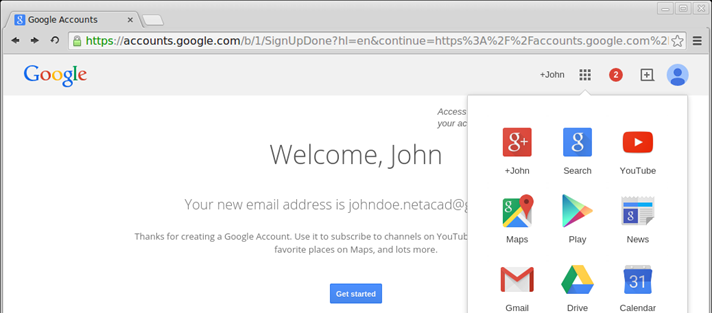 Google Accounts
https://accounts.google.com/b/1/SignUpDone?hl=en&continue=https%3A%2F%2Faccounts.google.com%2
Google
+John
2
Access
your ac
Welcome, John
Your new email address is johndoe.netacad@g
Thanks for creating a Google Account. Use it to subscribe to channels on YouTub
favorite places on Maps, and lots more.
Get started
g+
g
+John
Search
YouTube
g
g
Maps
Play
News
31
Gmail
Drive
Calendar